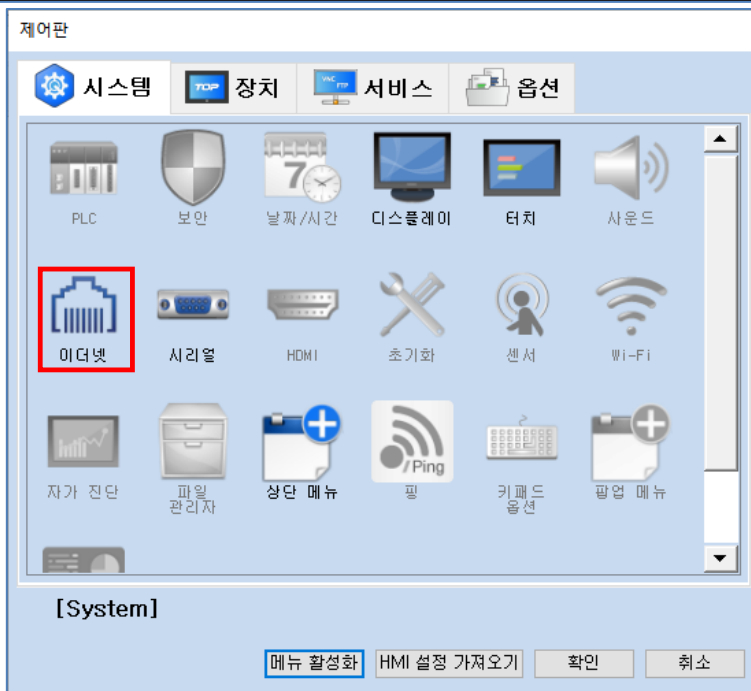 제어판
시스템
TOP
장치
VNC
FTP
서비스
옵션
PLC
보안
7
날짜/시간
디스플레이
터치
사운드
이더넷
시리얼
HDMI
초기화
센서
Wi-Fi
자가 진단
파일
관리자
상단 메뉴
/Ping
핑
키패드
옵션
팝업 메뉴
[System]
메뉴 활성화
HMI 설정 가져오기
확인
취소